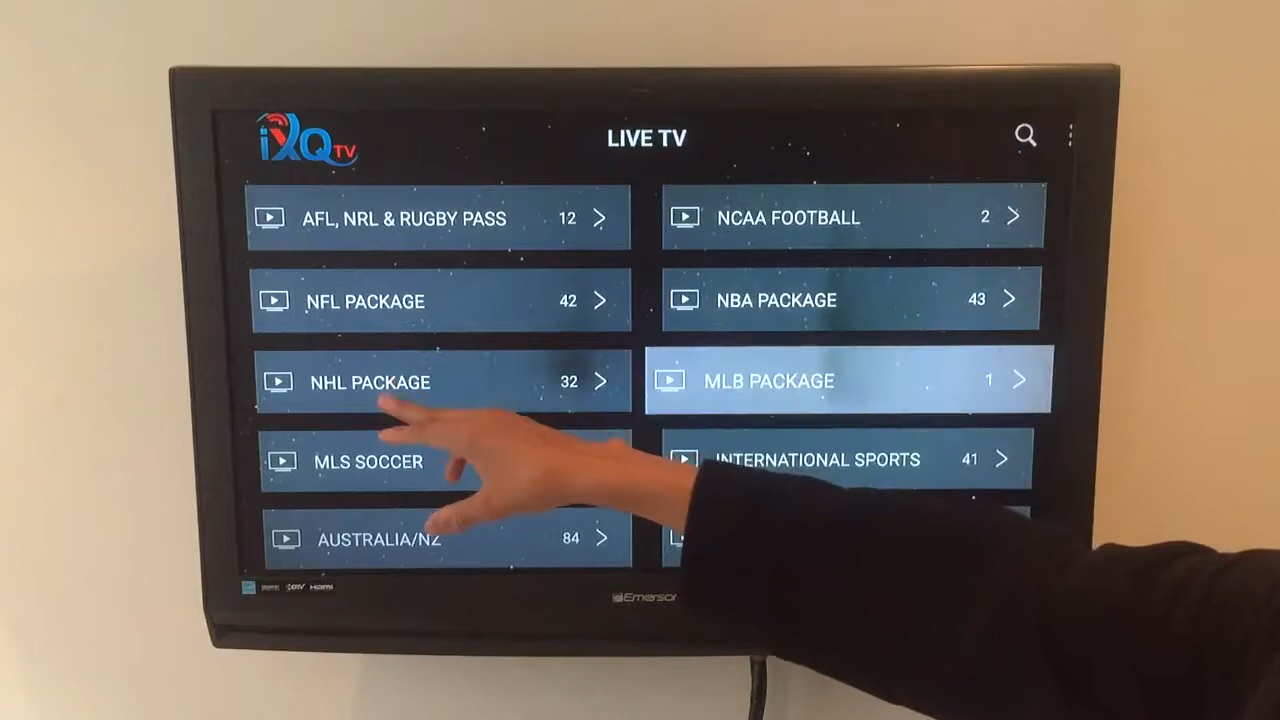 iXQ TV
LIVE TV
AFL, NRL & RUGBY PASS 12
NCAA FOOTBALL 2
NFL PACKAGE 42
NBA PACKAGE 43
NHL PACKAGE 32
MLB PACKAGE 1
MLS SOCCER
INTERNATIONAL SPORTS 41
AUSTRALIA/NZ 84
HDMI
Emerson